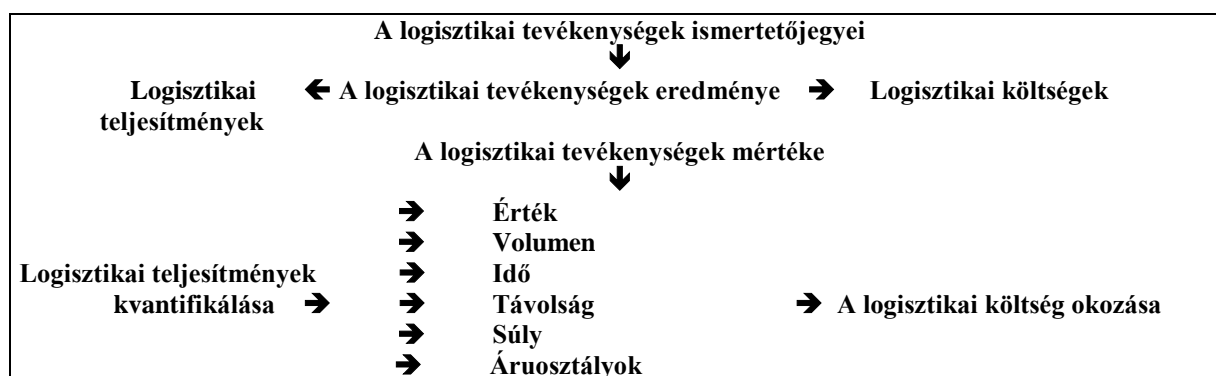 A logisztikai tevékenységek ismertetőjegyei
Logisztikai teljesítmények ← A logisztikai tevékenységek eredménye → Logisztikai költségek
A logisztikai tevékenységek mértéke
→ Érték
→ Volumen
Logisztikai teljesítmények → Idő
kvantifikálása → → Távolság → A logisztikai költség okozása
→ Súly
→ Áruosztályok